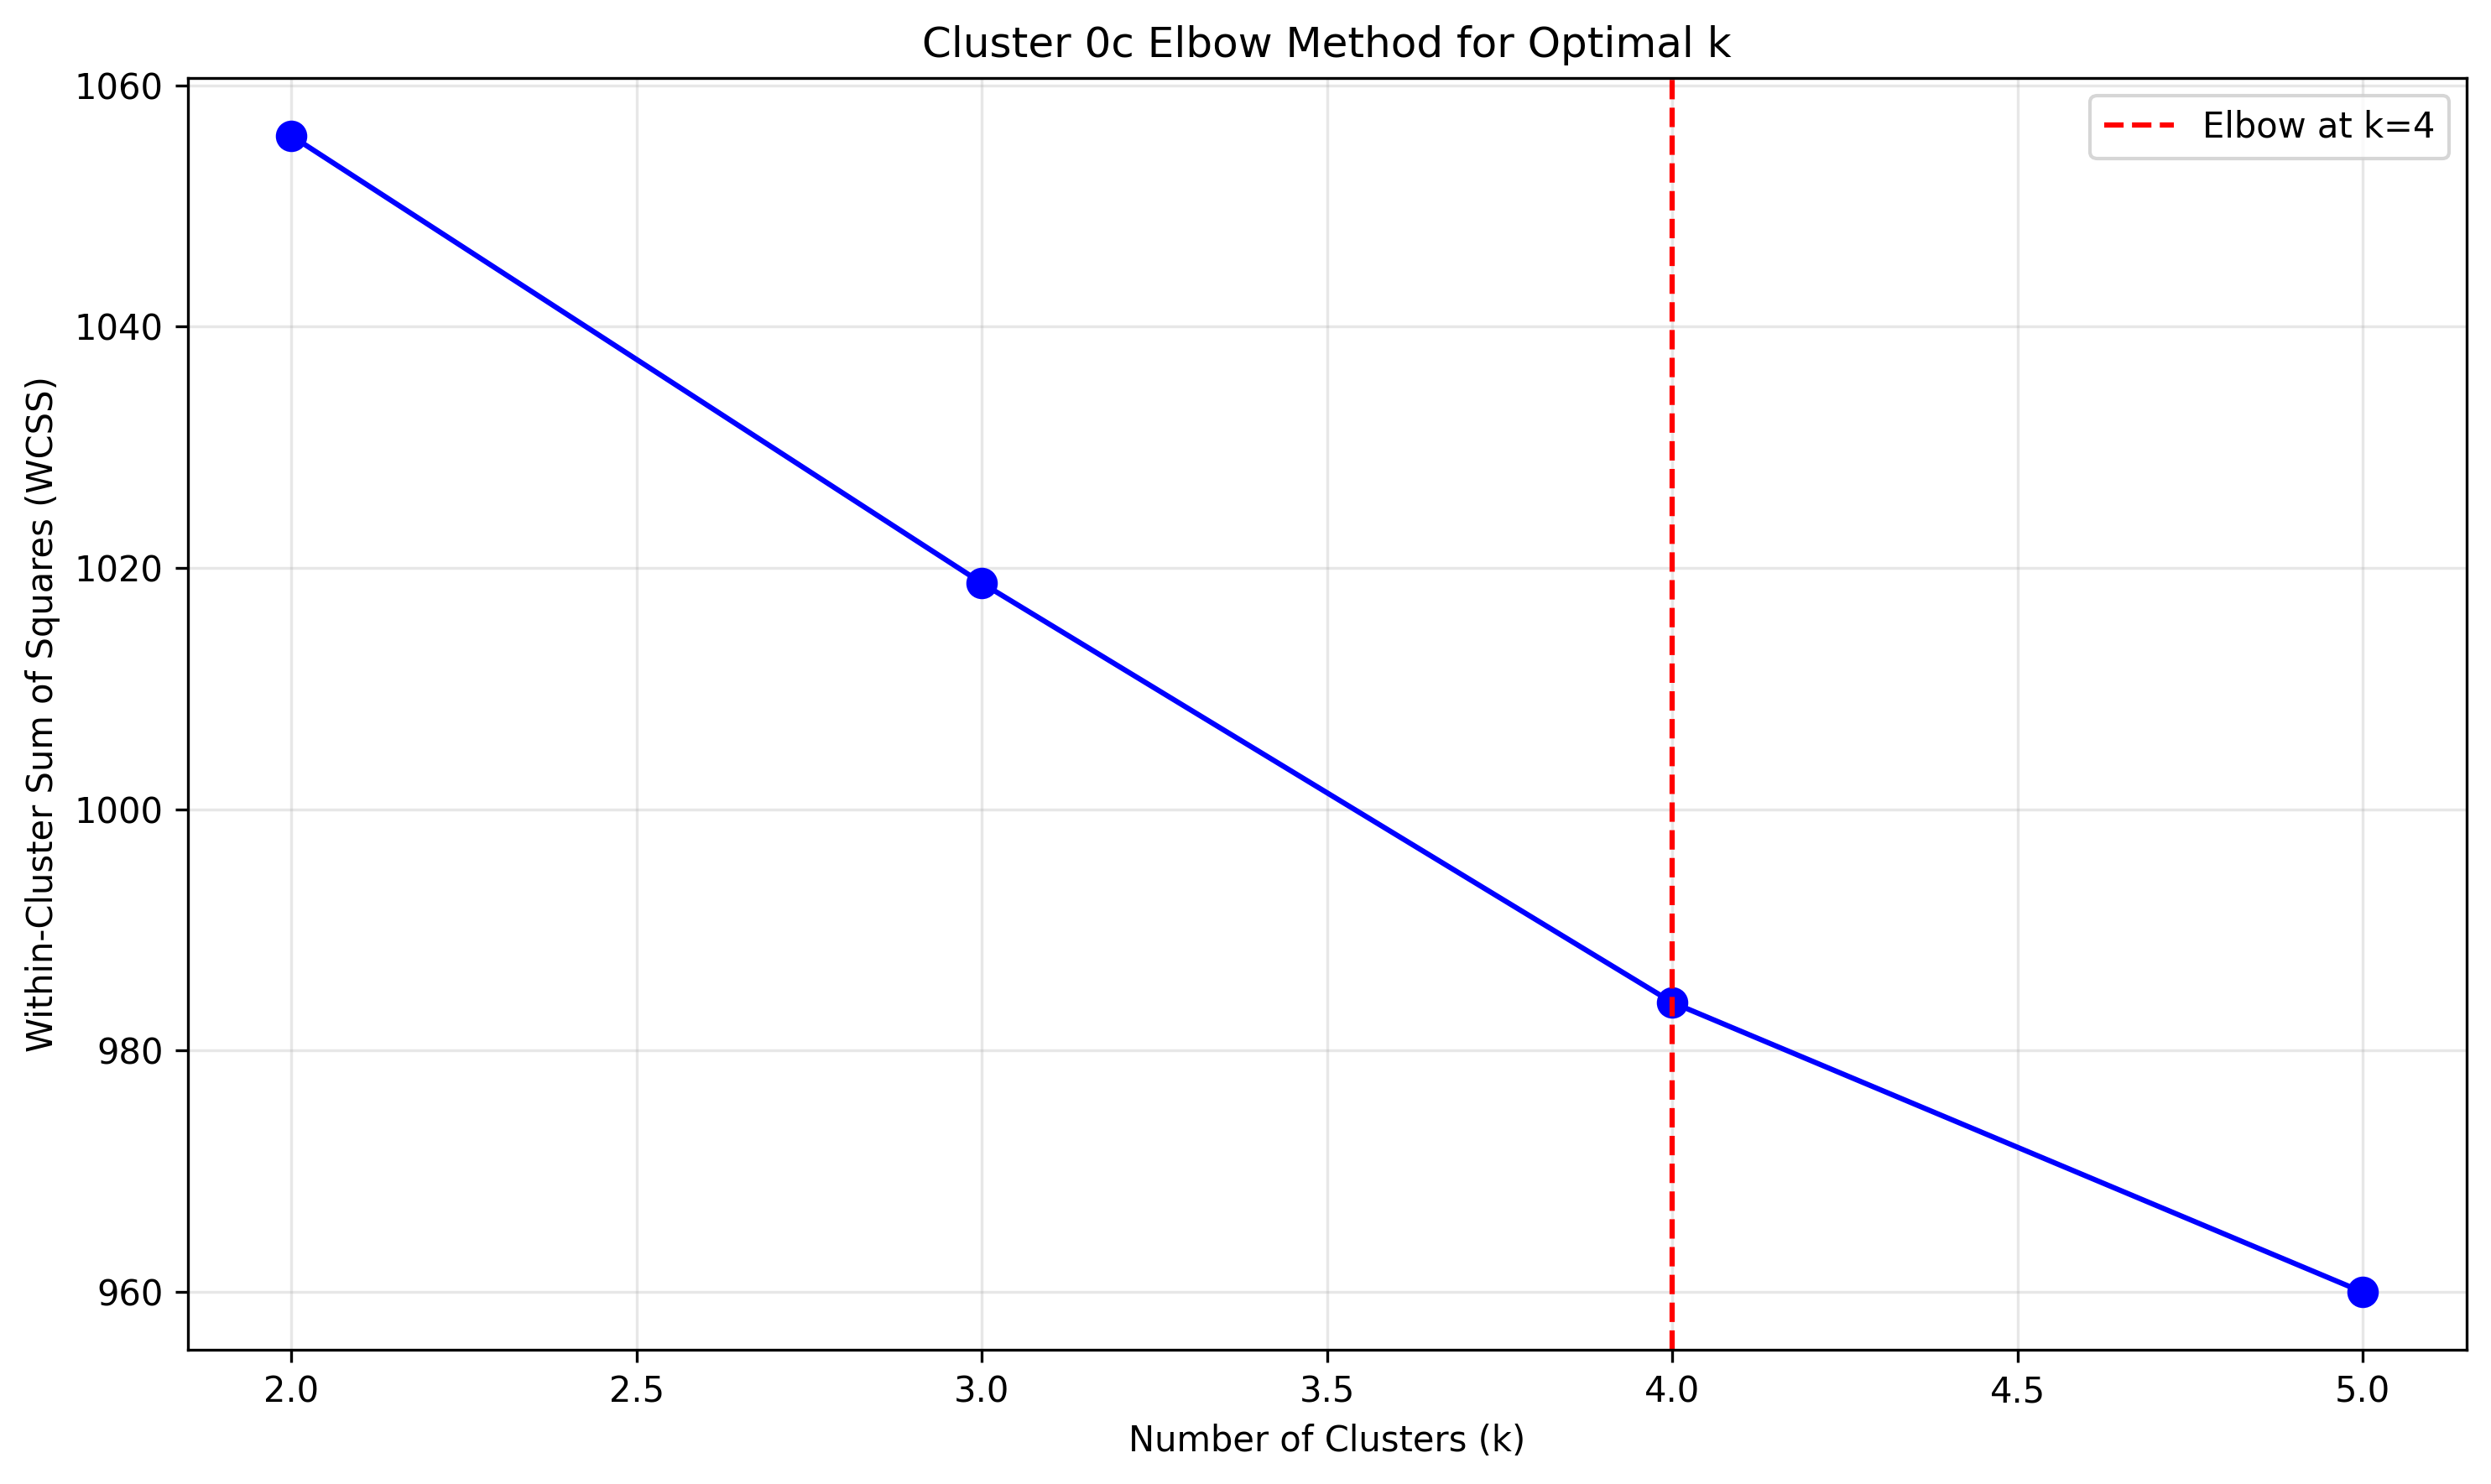 Cluster 0c Elbow Method for Optimal k
Elbow at k=4
Within-Cluster Sum of Squares (WCSS)
1060
1040
1020
1000
980
960
2.0 2.5 3.0 3.5 4.0 4.5 5.0
Number of Clusters (k)